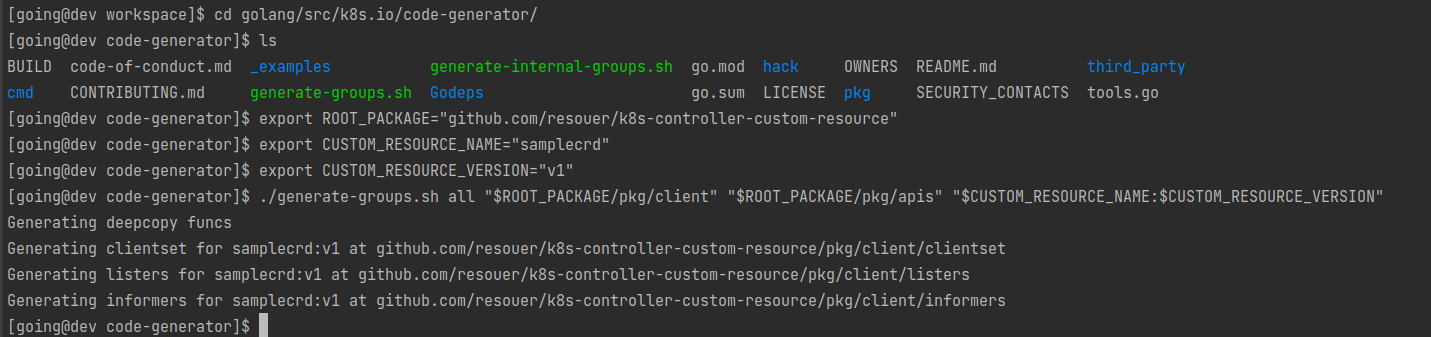 [going@dev workspace]$ cd golang/src/k8s.io/code-generator/
[going@dev code-generator]$ ls
BUILD  code-of-conduct.md  _examples           generate-internal-groups.sh  go.mod  hack     OWNERS  README.md          third_party
cmd    CONTRIBUTING.md     generate-groups.sh  Godeps                       go.sum  LICENSE  pkg     SECURITY_CONTACTS  tools.go
[going@dev code-generator]$ export ROOT_PACKAGE="github.com/resouer/k8s-controller-custom-resource"
[going@dev code-generator]$ export CUSTOM_RESOURCE_NAME="samplecrd"
[going@dev code-generator]$ export CUSTOM_RESOURCE_VERSION="v1"
[going@dev code-generator]$ ./generate-groups.sh all "$ROOT_PACKAGE/pkg/client" "$ROOT_PACKAGE/pkg/apis" "$CUSTOM_RESOURCE_NAME:$CUSTOM_RESOURCE_VERSION"
Generating deepcopy funcs
Generating clientset for samplecrd:v1 at github.com/resouer/k8s-controller-custom-resource/pkg/client/clientset
Generating listers for samplecrd:v1 at github.com/resouer/k8s-controller-custom-resource/pkg/client/listers
Generating informers for samplecrd:v1 at github.com/resouer/k8s-controller-custom-resource/pkg/client/informers
[going@dev code-generator]$